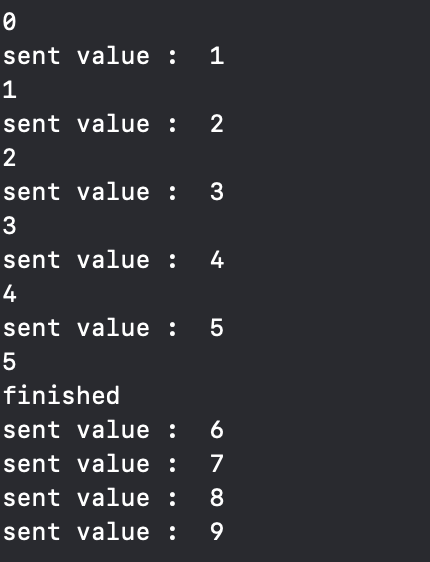 0
sent value :  1
1
sent value :  2
2
sent value :  3
3
sent value :  4
4
sent value :  5
5
finished
sent value :  6
sent value :  7
sent value :  8
sent value :  9